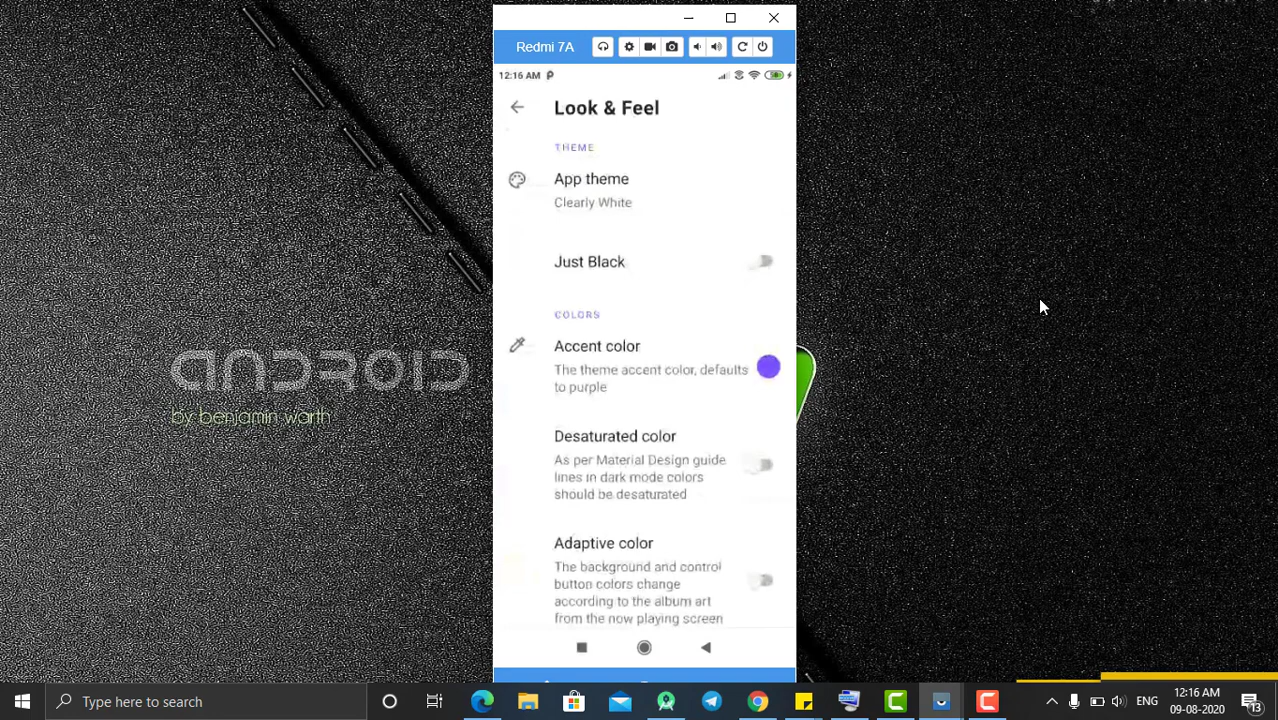 Redmi 7A
12:16 AM
Look & Feel
THEME
App theme
Clearly White
Just Black
COLORS
Accent color
The theme accent color, defaults
to purple
Desaturated color
As per Material Design guide
lines in dark mode colors
should be desaturated
Adaptive color
The background and control
button colors change
according to the album art
from the now playing screen
ANDROID
by benjamin warth
Type here to search
ENG
12:16 AM
09-08-2020
13